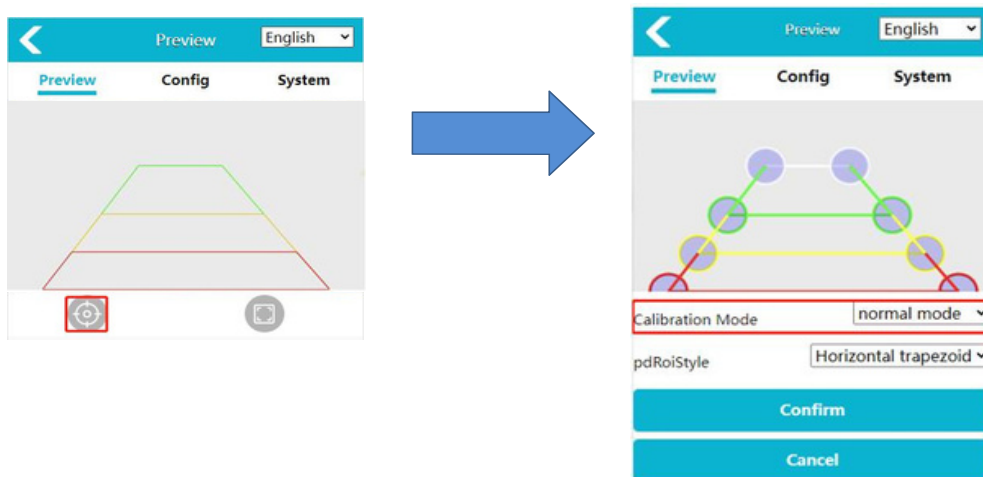 Preview
English
Preview Config System
Preview
English
Preview Config System
Calibration Mode normal mode
pdRoiStyle Horizontal trapezoid
Confirm
Cancel